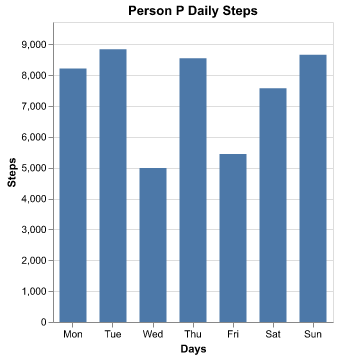 Person P Daily Steps
9,000
8,000
7,000
6,000
5,000
4,000
3,000
2,000
1,000
0
Steps
Mon Tue Wed Thu Fri Sat Sun
Days